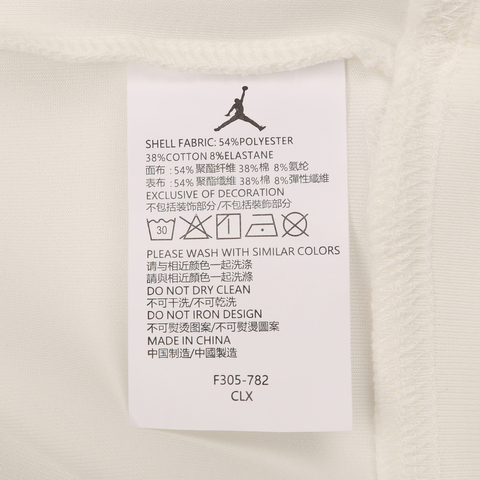 SHELL FABRIC: 54%POLYESTER
38%COTTON 8%ELASTANE
面布 : 54% 聚酯纤维 38% 棉 8% 氨纶
表布 : 54% 聚酯纖維 38% 棉 8% 彈性纖維
EXCLUSIVE OF DECORATION
不包括装饰部分/不包括裝飾部分
30
PLEASE WASH WITH SIMILAR COLORS
请与相近颜色一起洗涤
請與相近顏色一起洗滌
DO NOT DRY CLEAN
不可干洗/不可乾洗
DO NOT IRON DESIGN
不可熨烫图案/不可熨燙圖案
MADE IN CHINA
中国制造/中國製造
F305-782
CLX